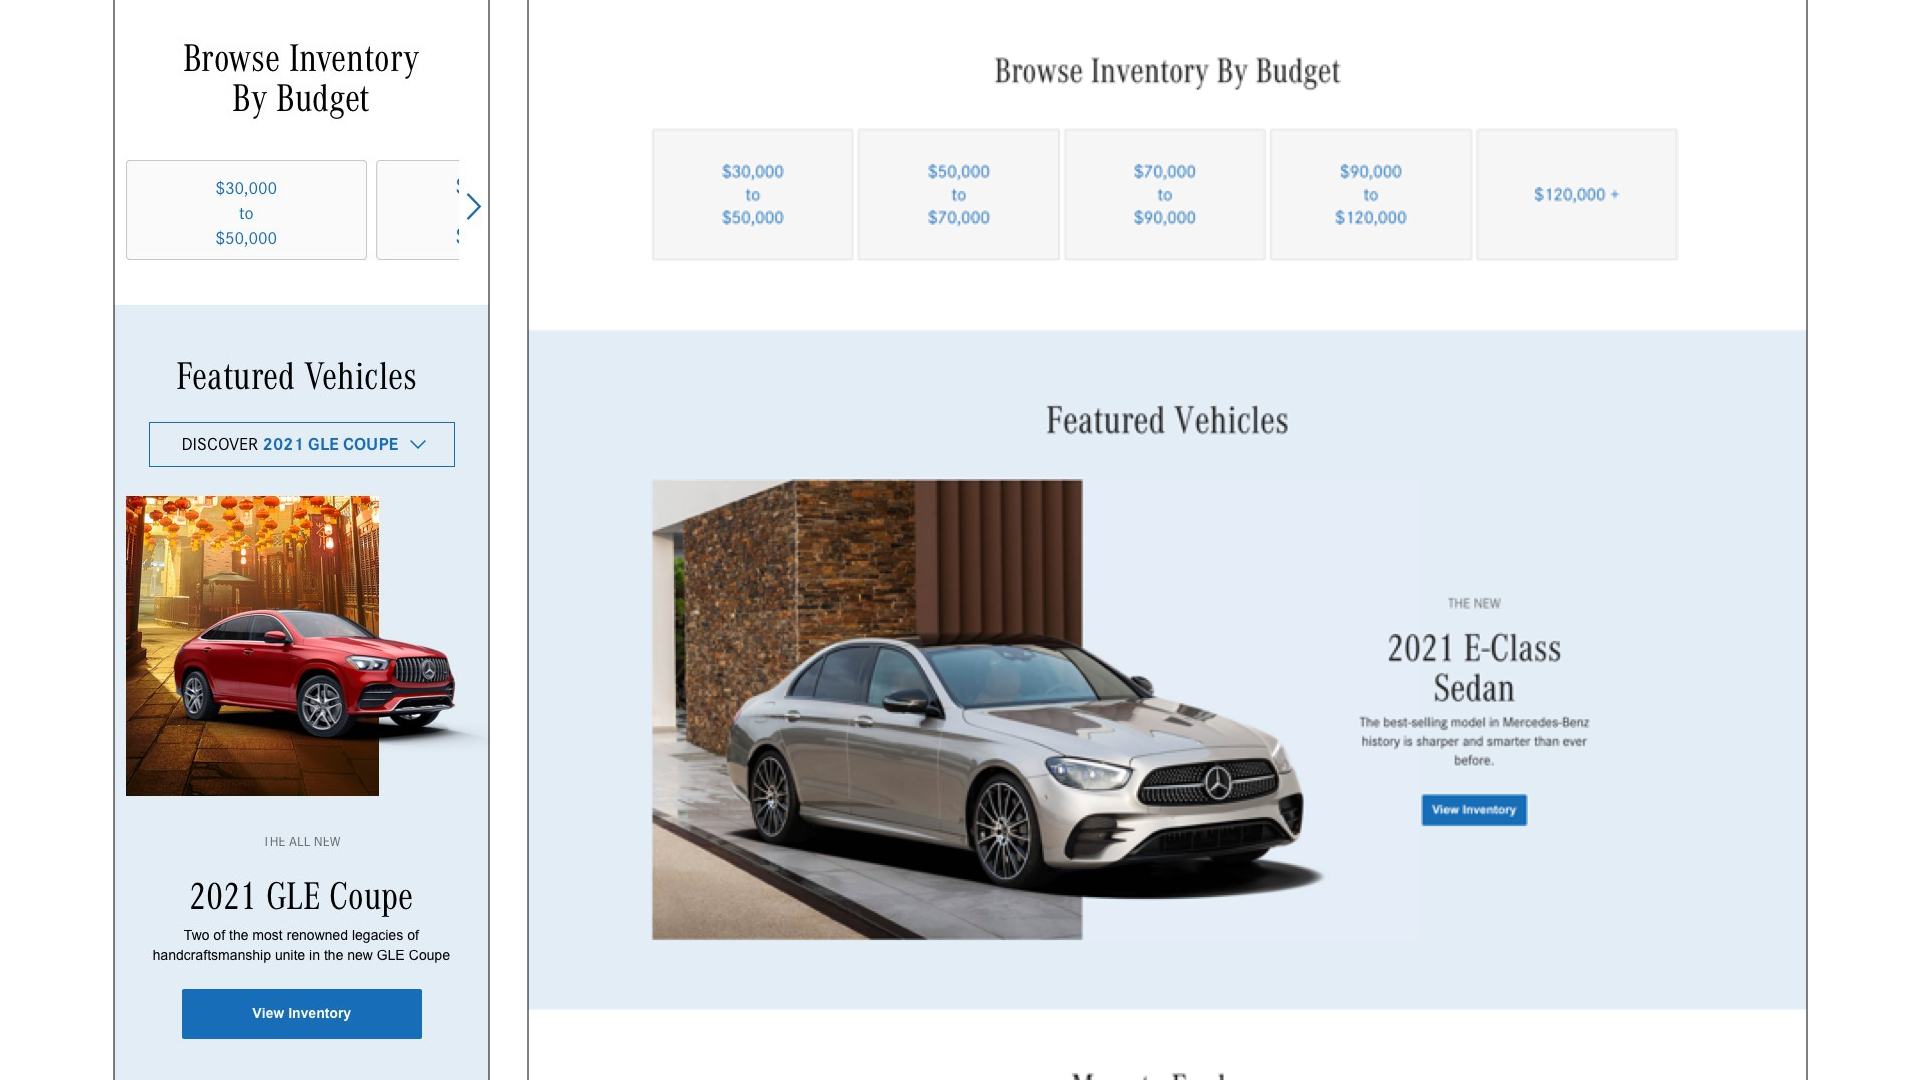 Browse Inventory
By Budget
$30,000
to
$50,000
Featured Vehicles
DISCOVER 2021 GLE COUPE
THE ALL NEW
2021 GLE Coupe
Two of the most renowned legacies of
handcraftsmanship unite in the new GLE Coupe
View Inventory
Browse Inventory By Budget
$30,000
to
$50,000
$50,000
to
$70,000
$70,000
to
$90,000
$90,000
to
$120,000
$120,000 +
Featured Vehicles
THE NEW
2021 E-Class
Sedan
The best-selling model in Mercedes-Benz
history is sharper and smarter than ever
before.
View Inventory